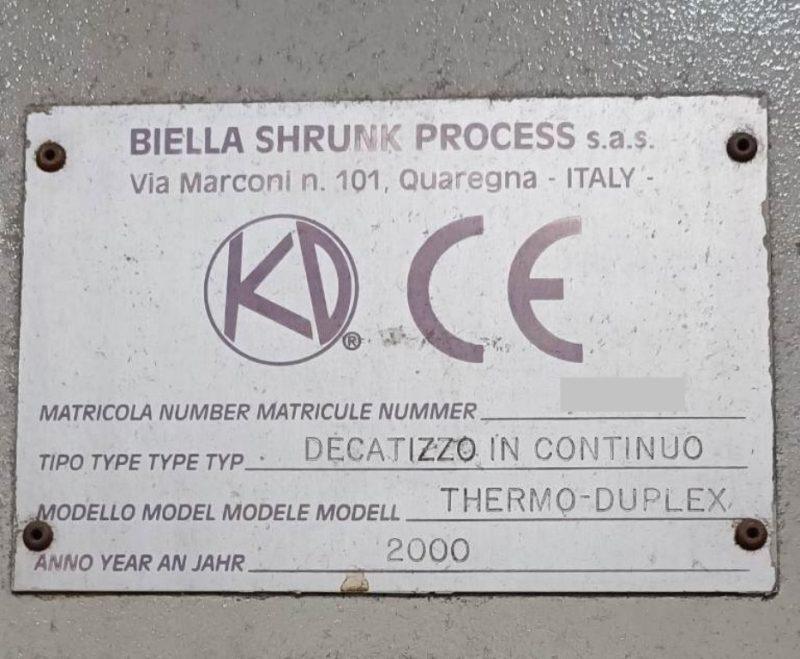 BIELLA SHRUNK PROCESS s.a.s.
Via Marconi n. 101, Quaregna - ITALY -
KD ® CE
MATRICOLA NUMBER MATRICULE NUMMER
TIPO TYPE TYPE TYP DECATIZZO IN CONTINUO
MODELLO MODEL MODELE MODELL THERMO-DUPLEX
ANNO YEAR AN JAHR 2000